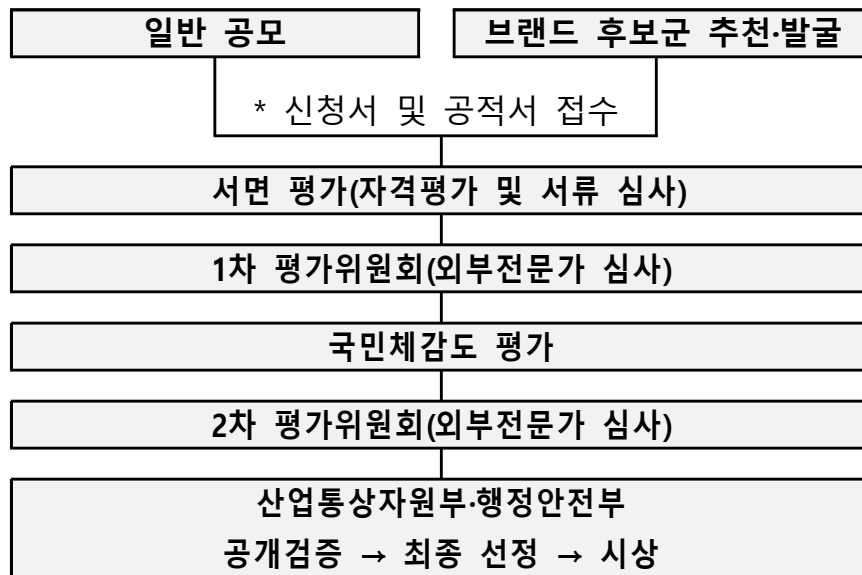 일반 공모
브랜드 후보군 추천·발굴
* 신청서 및 공적서 접수
서면 평가(자격평가 및 서류 심사)
1차 평가위원회(외부전문가 심사)
국민체감도 평가
2차 평가위원회(외부전문가 심사)
산업통상자원부·행정안전부
공개검증 → 최종 선정 → 시상